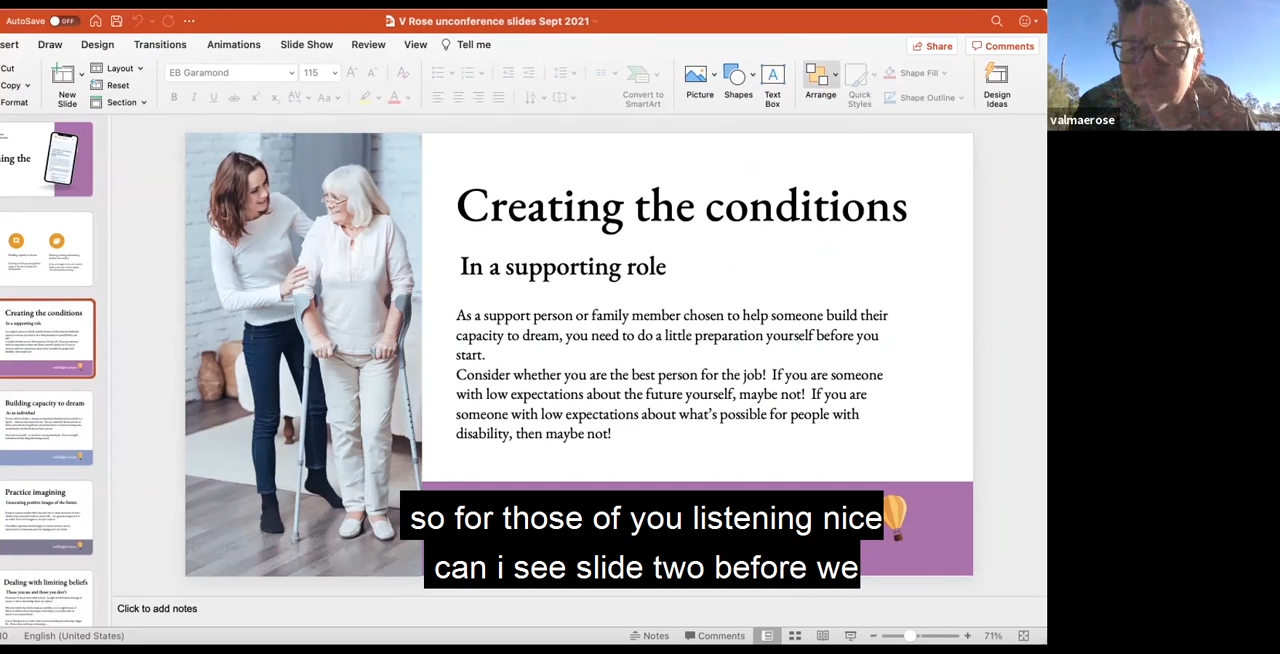 AutoSave OFF
V Rose unconference slides Sept 2021
sert Draw Design Transitions Animations Slide Show Review View Tell me
Share Comments
Cut
Copy
Format
New
Slide
Layout
Reset
Section
EB Garamond 115
Convert to
SmartArt
Picture
Shapes
Text
Box
Arrange
Quick
Styles
Shape Fill
Shape Outline
Design
Ideas
valmaerose
ing the
Creating the conditions
In a supporting role
Building capacity to dream
As an individual
Practice imagining
Generating positive images of the future
Dealing with limiting beliefs
Those you see and those you don't
Creating the conditions
In a supporting role
As a support person or family member chosen to help someone build their
capacity to dream, you need to do a little preparation yourself before you
start.
Consider whether you are the best person for the job! If you are someone
with low expectations about the future yourself, maybe not! If you are
someone with low expectations about what's possible for people with
disability, then maybe not!
so for those of you listening nice
can i see slide two before we
Click to add notes
English (United States)
Notes Comments 71%